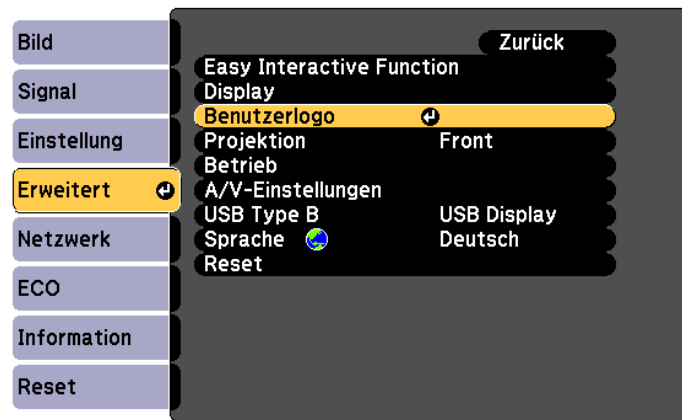 Bild
Signal
Einstellung
Erweitert
Netzwerk
ECO
Information
Reset
Zurück
Easy Interactive Function
Display
Benutzerlogo
Projektion Front
Betrieb
A/V-Einstellungen
USB Type B USB Display
Sprache Deutsch
Reset